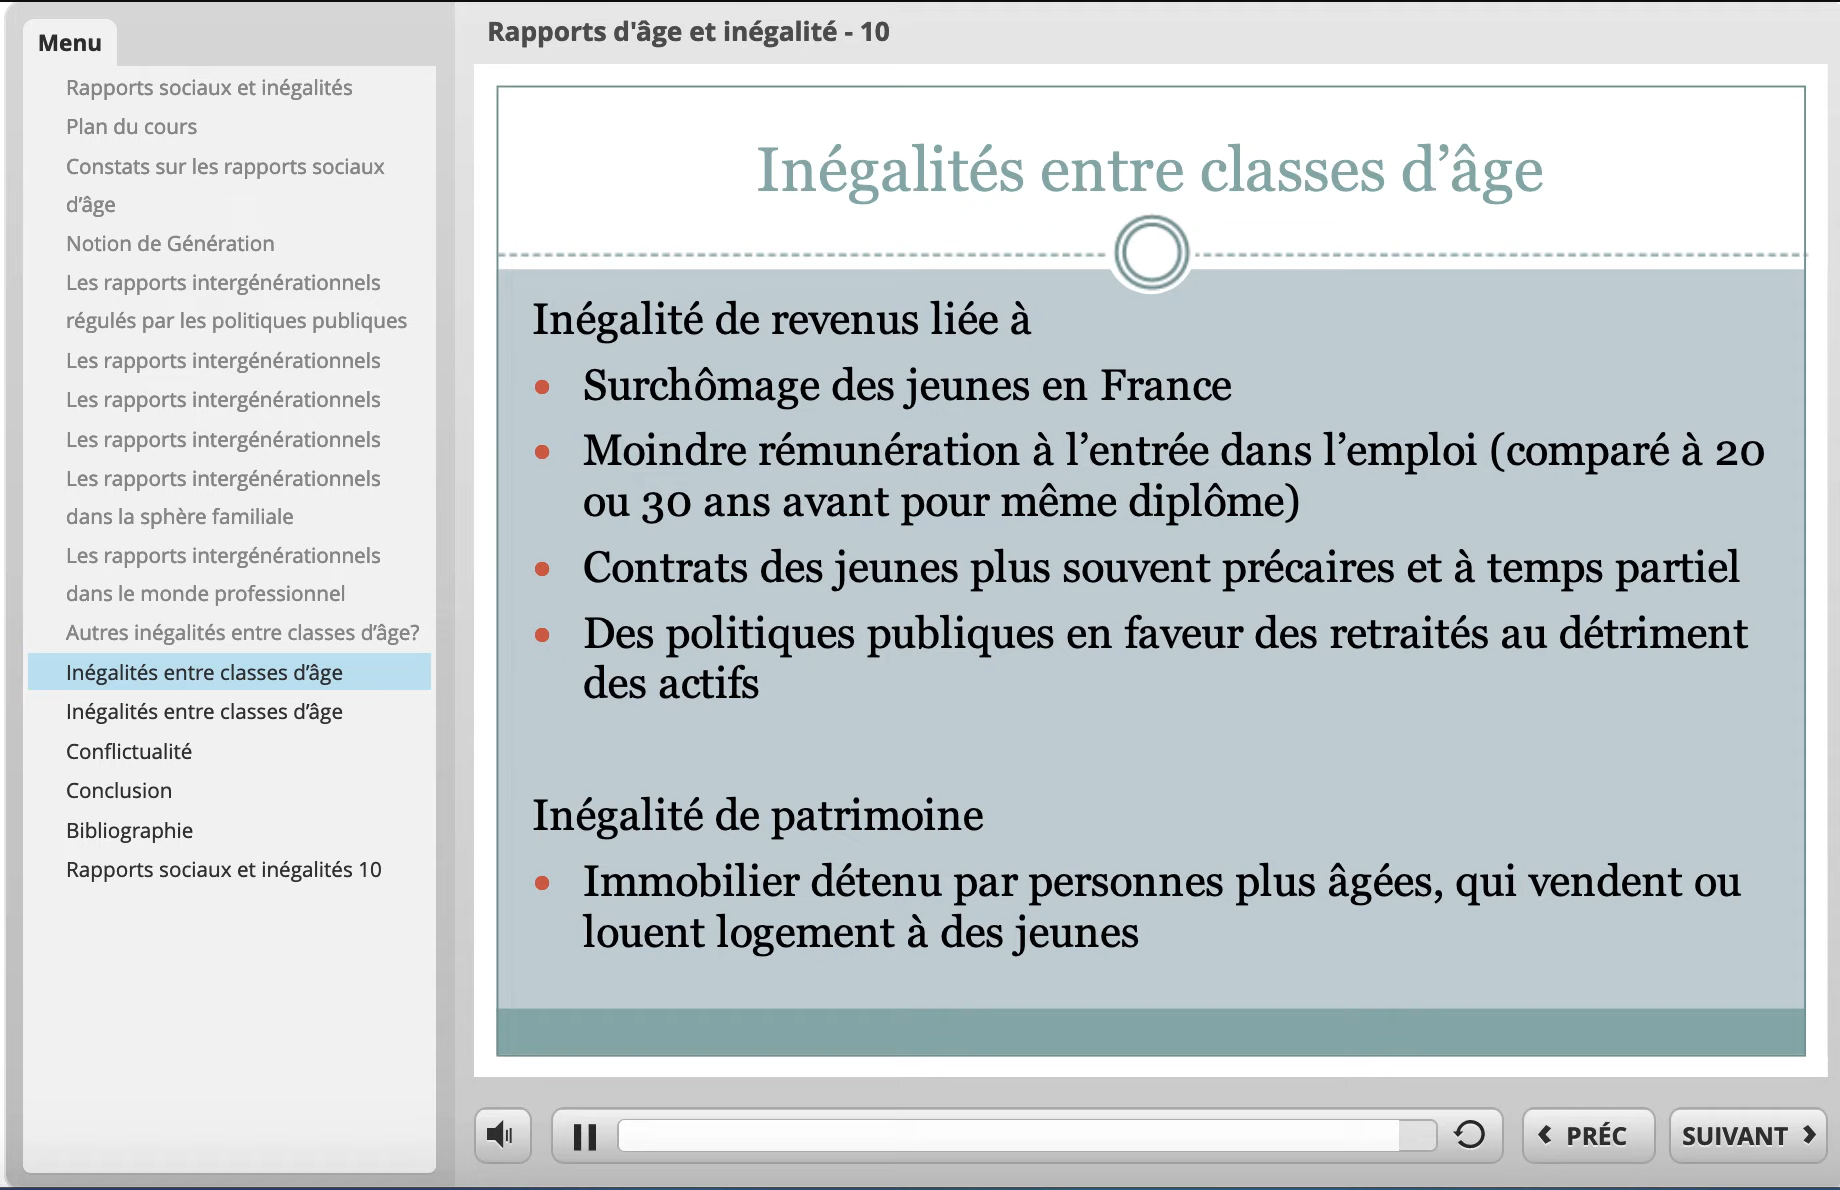 Menu
Rapports sociaux et inégalités
Plan du cours
Constats sur les rapports sociaux
d'âge
Notion de Génération
Les rapports intergénérationnels
régulés par les politiques publiques
Les rapports intergénérationnels
Les rapports intergénérationnels
Les rapports intergénérationnels
Les rapports intergénérationnels
dans la sphère familiale
Les rapports intergénérationnels
dans le monde professionnel
Autres inégalités entre classes d'âge?
Inégalités entre classes d'âge
Inégalités entre classes d'âge
Conflictualité
Conclusion
Bibliographie
Rapports sociaux et inégalités 10
Rapports d'âge et inégalité - 10
Inégalités entre classes d'âge
Inégalité de revenus liée à
• Surchômage des jeunes en France
• Moindre rémunération à l'entrée dans l'emploi (comparé à 20
ou 30 ans avant pour même diplôme)
• Contrats des jeunes plus souvent précaires et à temps partiel
• Des politiques publiques en faveur des retraités au détriment
des actifs
Inégalité de patrimoine
• Immobilier détenu par personnes plus âgées, qui vendent ou
louent logement à des jeunes
PRÉC
SUIVANT